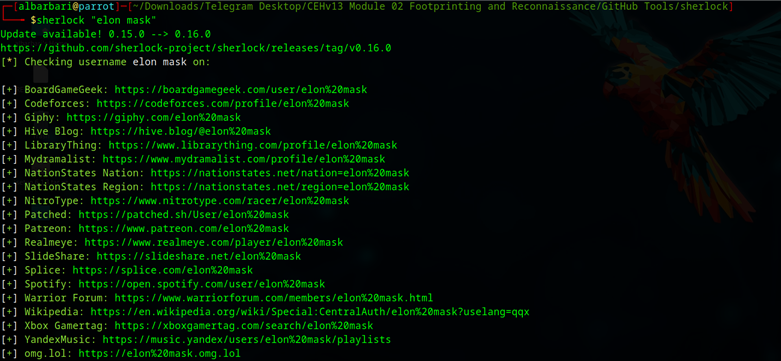 [albarbari@parrot]─[~/Downloads/Telegram Desktop/CEHv13 Module 02 Footprinting and Reconnaissance/GitHub Tools/sherlock]
$sherlock "elon mask"
Update available! 0.15.0 --> 0.16.0
https://github.com/sherlock-project/sherlock/releases/tag/v0.16.0
[*] Checking username elon mask on:
[+] BoardGameGeek: https://boardgamegeek.com/user/elon%20mask
[+] Codeforces: https://codeforces.com/profile/elon%20mask
[+] Giphy: https://giphy.com/elon%20mask
[+] Hive Blog: https://hive.blog/@elon%20mask
[+] LibraryThing: https://www.librarything.com/profile/elon%20mask
[+] Mydramalist: https://www.mydramalist.com/profile/elon%20mask
[+] NationStates Nation: https://nationstates.net/nation=elon%20mask
[+] NationStates Region: https://nationstates.net/region=elon%20mask
[+] NitroType: https://www.nitrotype.com/racer/elon%20mask
[+] Patched: https://patched.sh/User/elon%20mask
[+] Patreon: https://www.patreon.com/elon%20mask
[+] Realmeye: https://www.realmeye.com/player/elon%20mask
[+] SlideShare: https://slideshare.net/elon%20mask
[+] Splice: https://splice.com/elon%20mask
[+] Spotify: https://open.spotify.com/user/elon%20mask
[+] Warrior Forum: https://www.warriorforum.com/members/elon%20mask.html
[+] Wikipedia: https://en.wikipedia.org/wiki/Special:CentralAuth/elon%20mask?uselang=qqx
[+] Xbox Gamertag: https://xboxgamertag.com/search/elon%20mask
[+] YandexMusic: https://music.yandex/users/elon%20mask/playlists
[+] omg.lol: https://elon%20mask.omg.lol